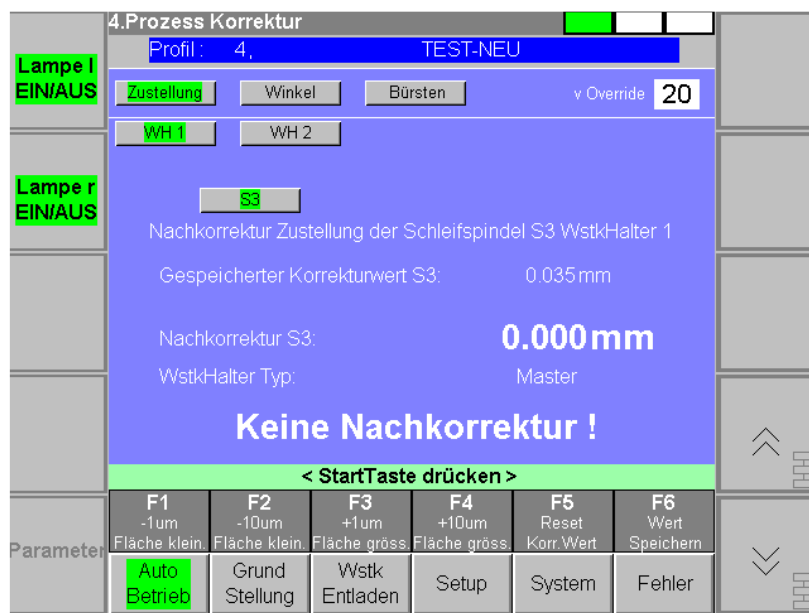 4.Prozess Korrektur
Profil : 4, TEST-NEU
Lampe l
EIN/AUS
Zustellung Winkel Bürsten v Override 20
WH 1 WH 2
Lampe r
EIN/AUS
S3
Nachkorrektur Zustellung der Schleifspindel S3 WstkHalter 1
Gespeicherter Korrekturwert S3: 0.035 mm
Nachkorrektur S3: 0.000 mm
WstkHalter Typ: Master
Keine Nachkorrektur !
< StartTaste drücken >
F1 F2 F3 F4 F5 F6
-1um -10um +1um +10um Reset Wert
Fläche klein. Fläche klein. Fläche gröss. Fläche gröss. Korr.Wert Speichern
Parameter
Auto Grund Wstk Setup System Fehler
Betrieb Stellung Entladen